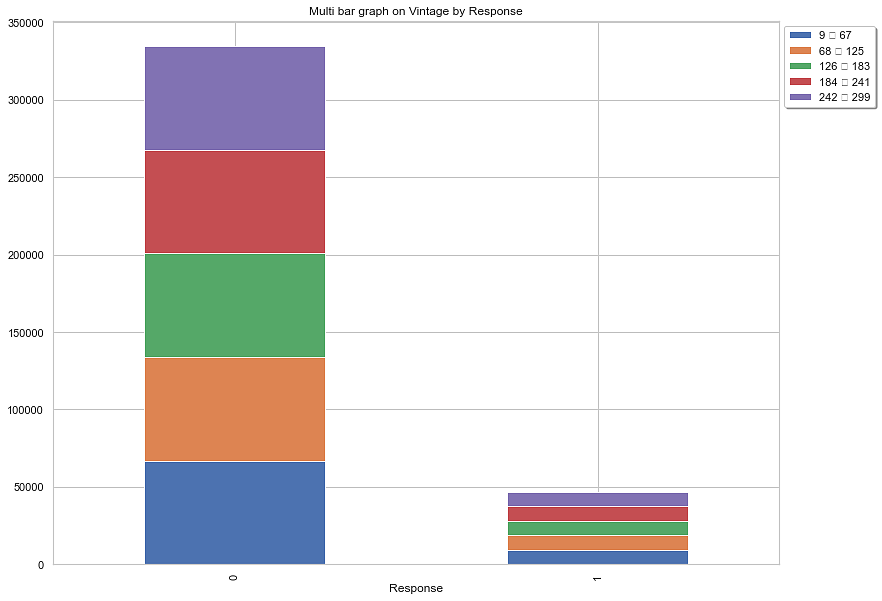 Multi bar graph on Vintage by Response
350000
300000
250000
200000
150000
100000
50000
0
0
1
Response
9 □ 67
68 □ 125
126 □ 183
184 □ 241
242 □ 299